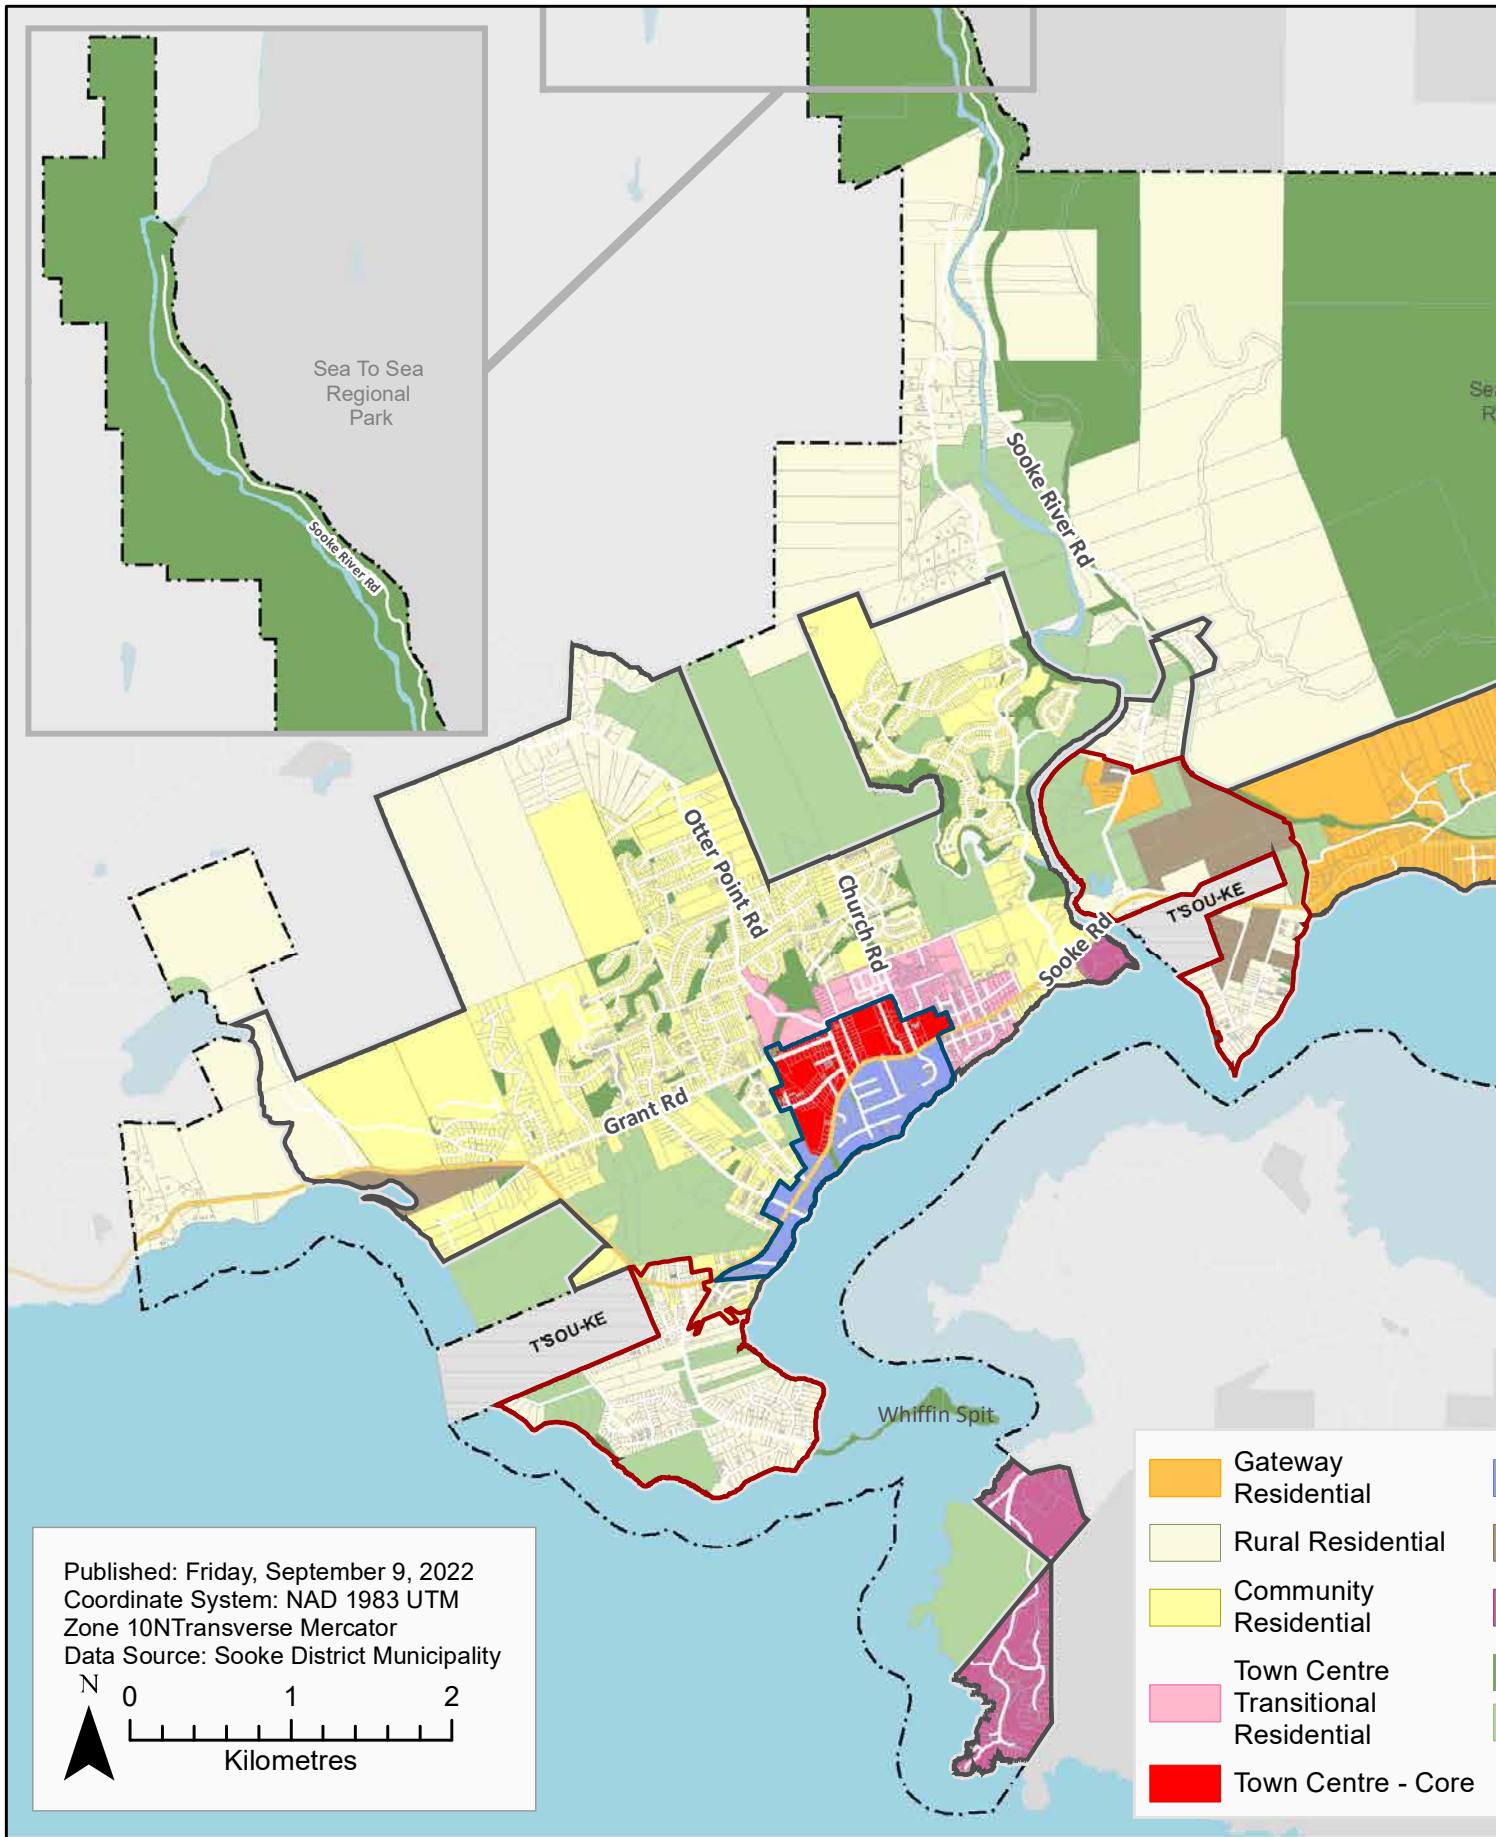 Sea To Sea
Regional
Park
Sooke River Rd
Sea
R
Sooke River Rd
Otter Point Rd
Church Rd
T'SOU-KE
Sooke Rd
Grant Rd
T'SOU-KE
Whiffin Spit
Gateway
Residential
Rural Residential
Community
Residential
Town Centre
Transitional
Residential
Town Centre - Core
Published: Friday, September 9, 2022
Coordinate System: NAD 1983 UTM
Zone 10NTransverse Mercator
Data Source: Sooke District Municipality
N
0 1 2
Kilometres